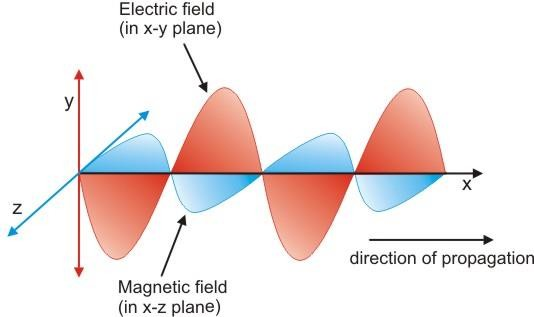 Electric field
(in x-y plane)
y
z
x
direction of propagation
Magnetic field
(in x-z plane)